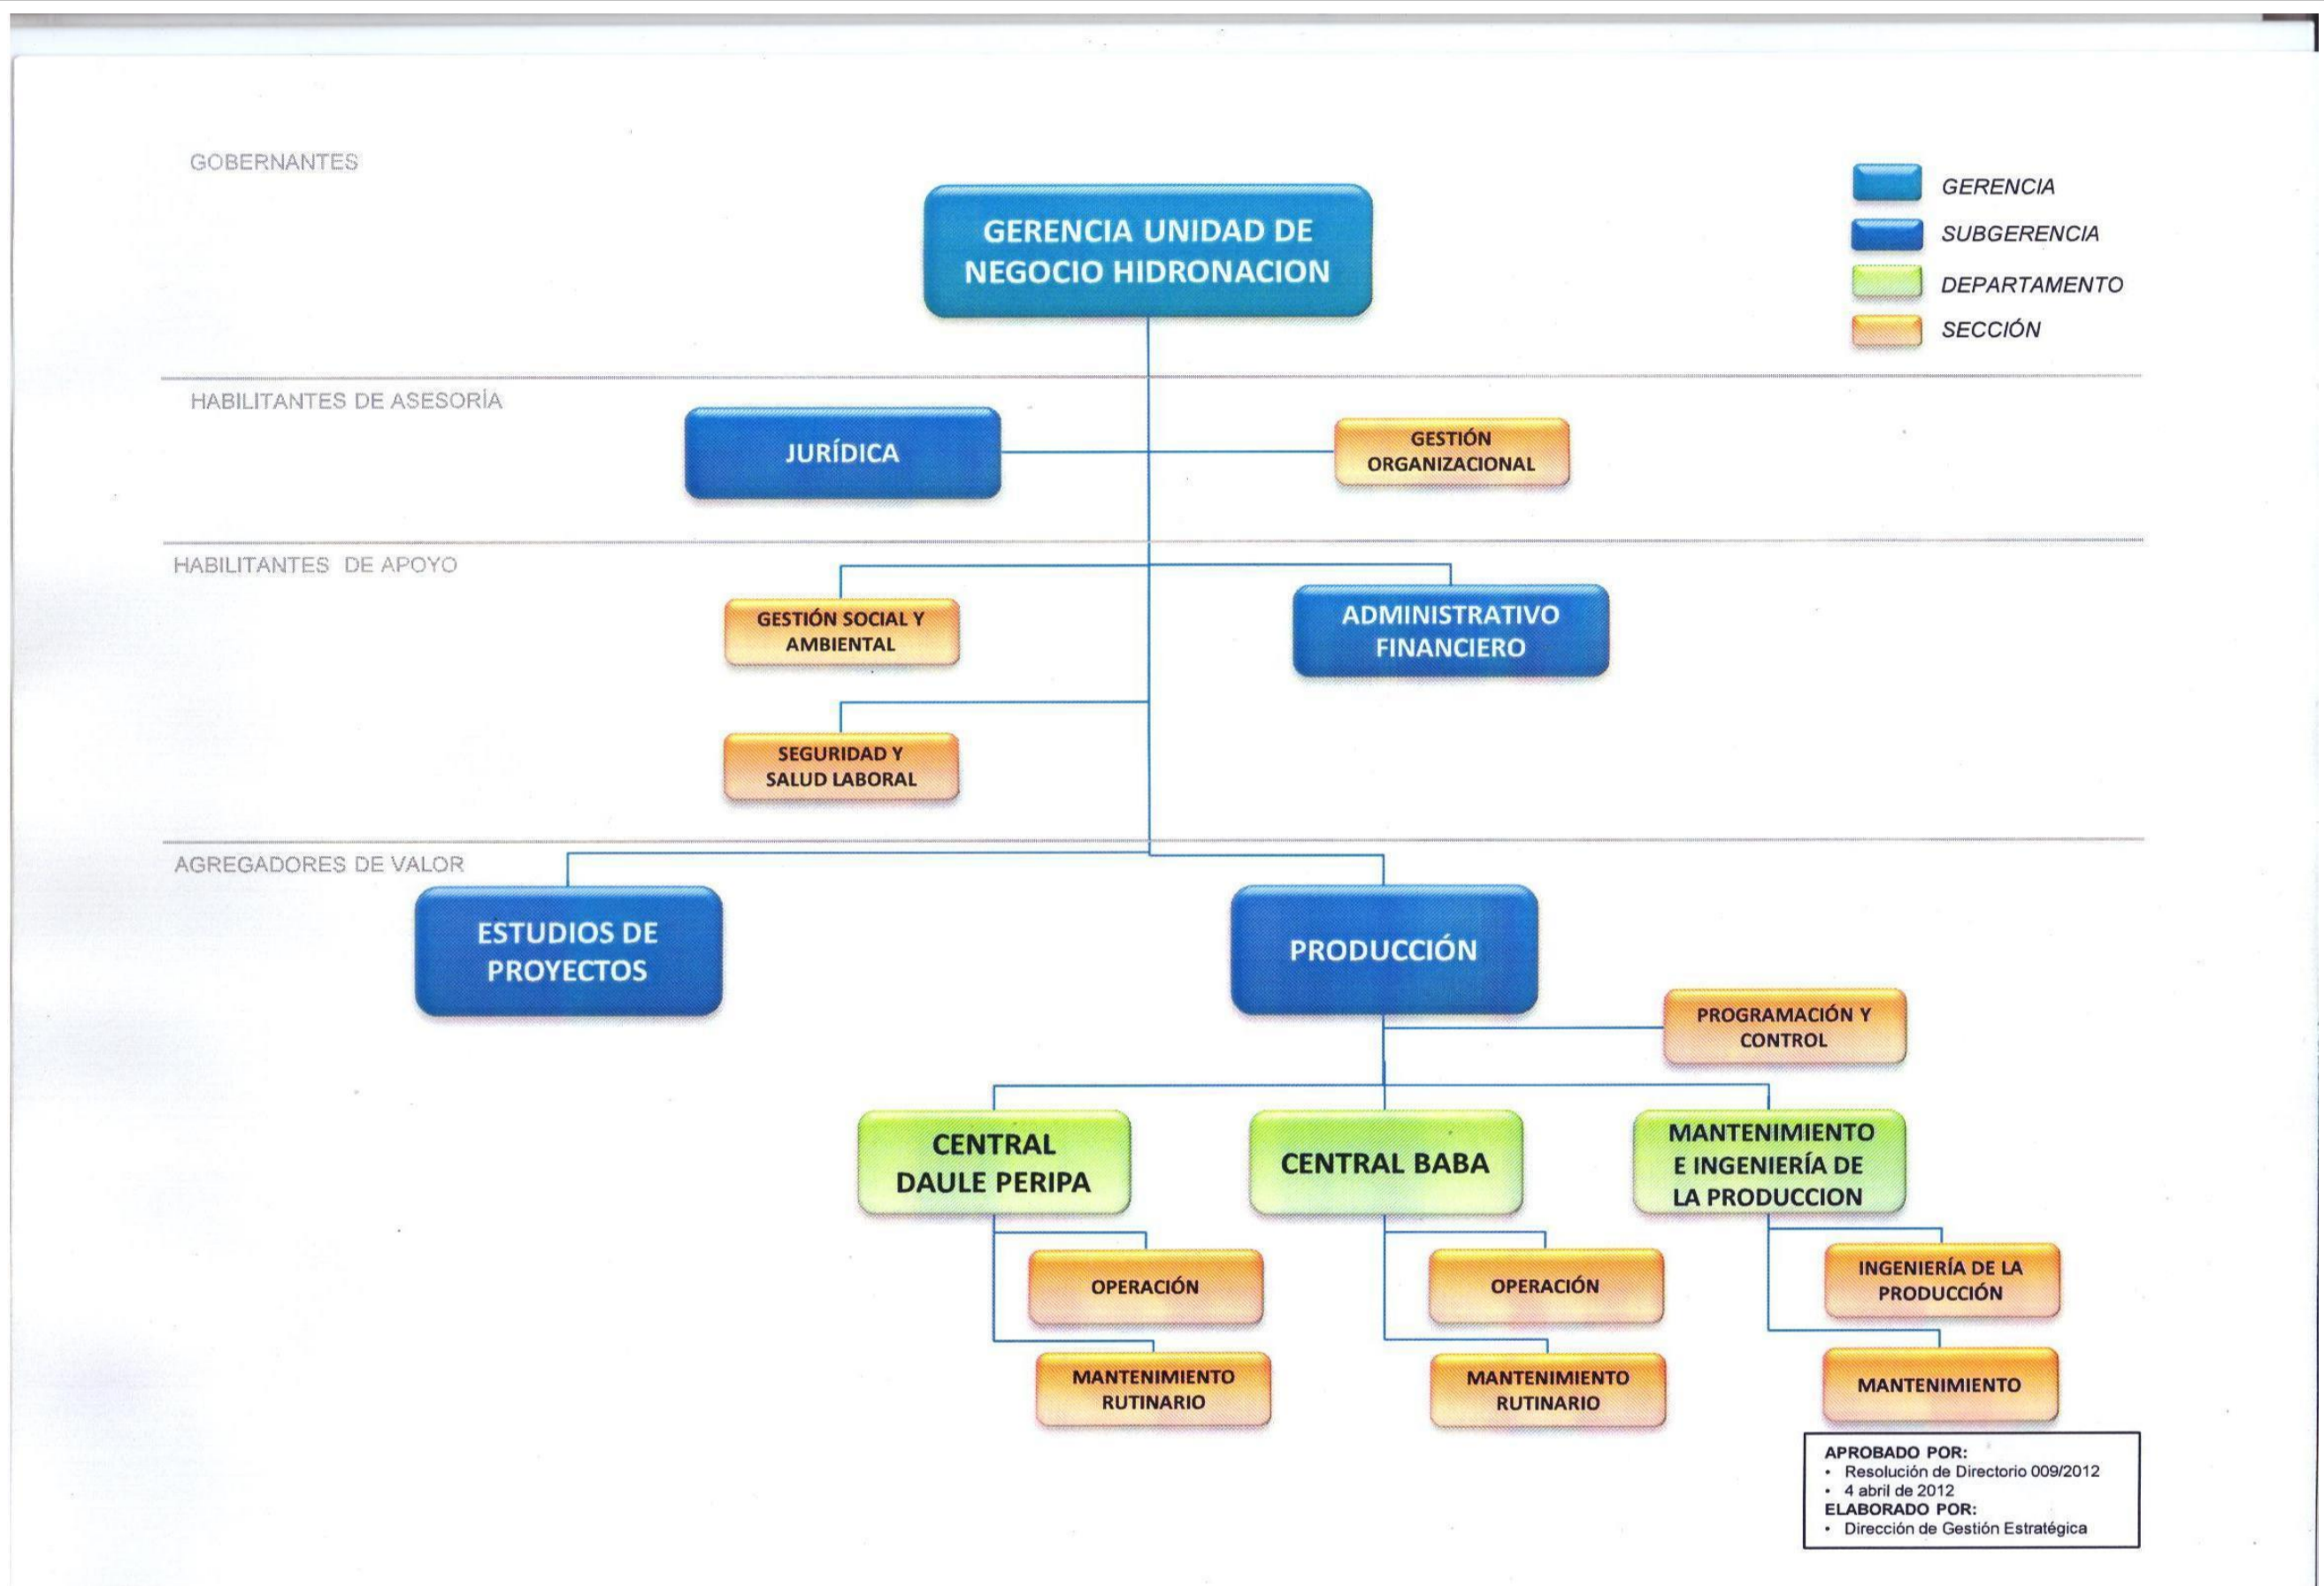 GOBERNANTES
GERENCIA UNIDAD DE
NEGOCIO HIDRONACION
GERENCIA
SUBGERENCIA
DEPARTAMENTO
SECCIÓN
HABILITANTES DE ASESORÍA
JURÍDICA
GESTIÓN
ORGANIZACIONAL
HABILITANTES DE APOYO
GESTIÓN SOCIAL Y
AMBIENTAL
ADMINISTRATIVO
FINANCIERO
SEGURIDAD Y
SALUD LABORAL
AGREGADORES DE VALOR
ESTUDIOS DE
PROYECTOS
PRODUCCIÓN
PROGRAMACIÓN Y
CONTROL
CENTRAL
DAULE PERIPA
CENTRAL BABA
MANTENIMIENTO
E INGENIERÍA DE
LA PRODUCCION
OPERACIÓN
OPERACIÓN
INGENIERÍA DE LA
PRODUCCIÓN
MANTENIMIENTO
RUTINARIO
MANTENIMIENTO
RUTINARIO
MANTENIMIENTO
APROBADO POR:
• Resolución de Directorio 009/2012
• 4 abril de 2012
ELABORADO POR:
• Dirección de Gestión Estratégica